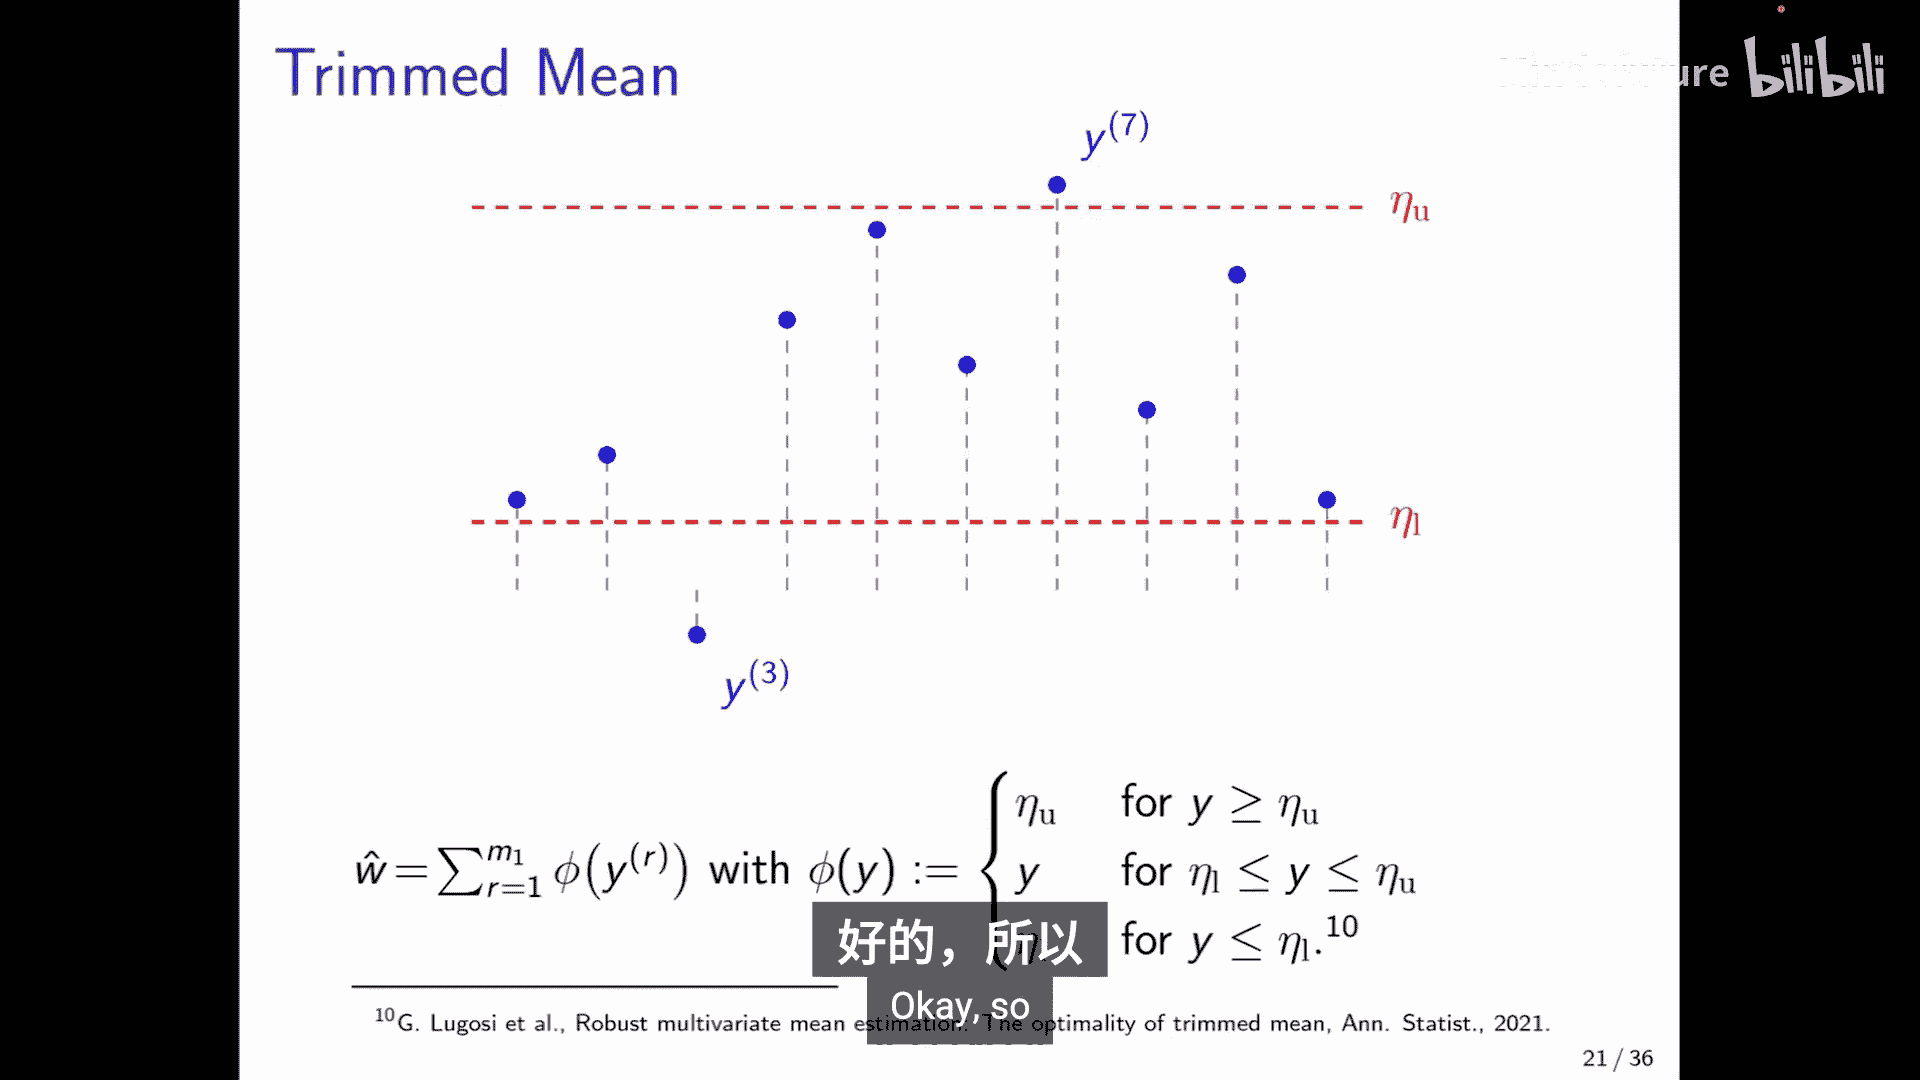 Trimmed Mean
bilibili
y^(7)
η_u
η_l
y^(3)
ŵ = ∑_{r=1}^{m_1} ϕ(y^(r)) with ϕ(y) := {
η_u for y ≥ η_u
y for η_l ≤ y ≤ η_u
for y ≤ η_l.^10
好的，所以
Okay, so
^10 G. Lugosi et al., Robust multivariate mean estimation: The optimality of trimmed mean, Ann. Statist., 2021.
21 / 36